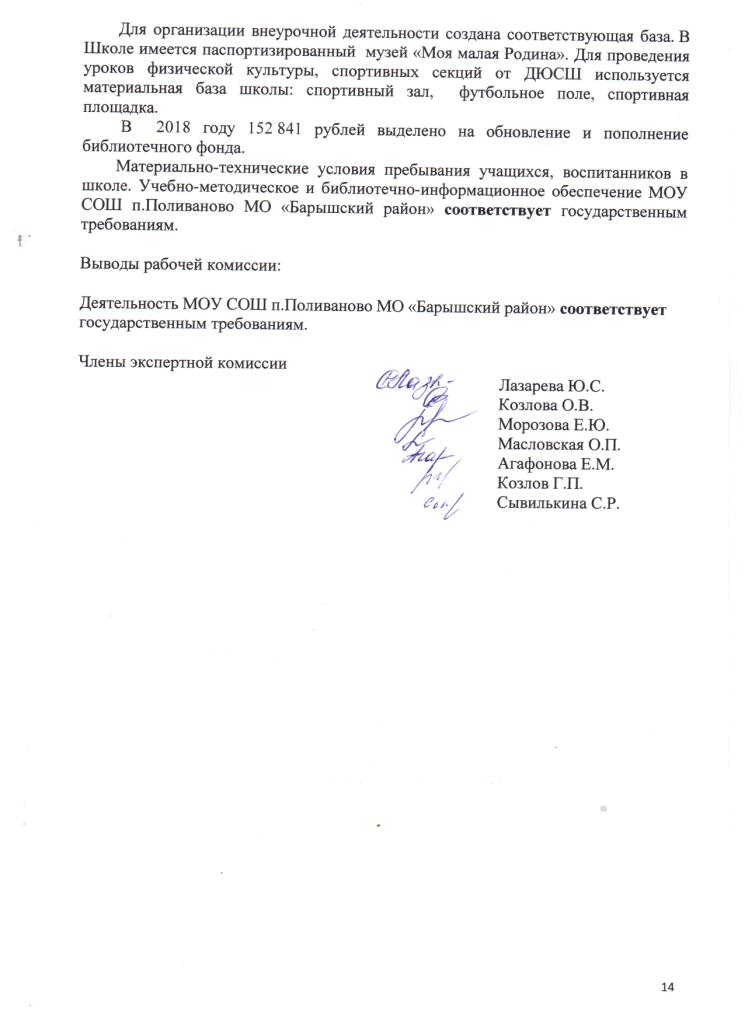 Для организации внеурочной деятельности создана соответствующая база. В
Школе имеется паспортизированный музей «Моя малая Родина». Для проведения
уроков физической культуры, спортивных секций от ДЮСШ используется
материальная база школы: спортивный зал, футбольное поле, спортивная
площадка.
В 2018 году 152 841 рублей выделено на обновление и пополнение
библиотечного фонда.
Материально-технические условия пребывания учащихся, воспитанников в
школе. Учебно-методическое и библиотечно-информационное обеспечение МОУ
СОШ п.Поливаново МО «Барышский район» соответствует государственным
требованиям.
Выводы рабочей комиссии:
Деятельность МОУ СОШ п.Поливаново МО «Барышский район» соответствует
государственным требованиям.
Члены экспертной комиссии
Лазарева Ю.С.
Козлова О.В.
Морозова Е.Ю.
Масловская О.П.
Агафонова Е.М.
Козлов Г.П.
Сывилькина С.Р.
14